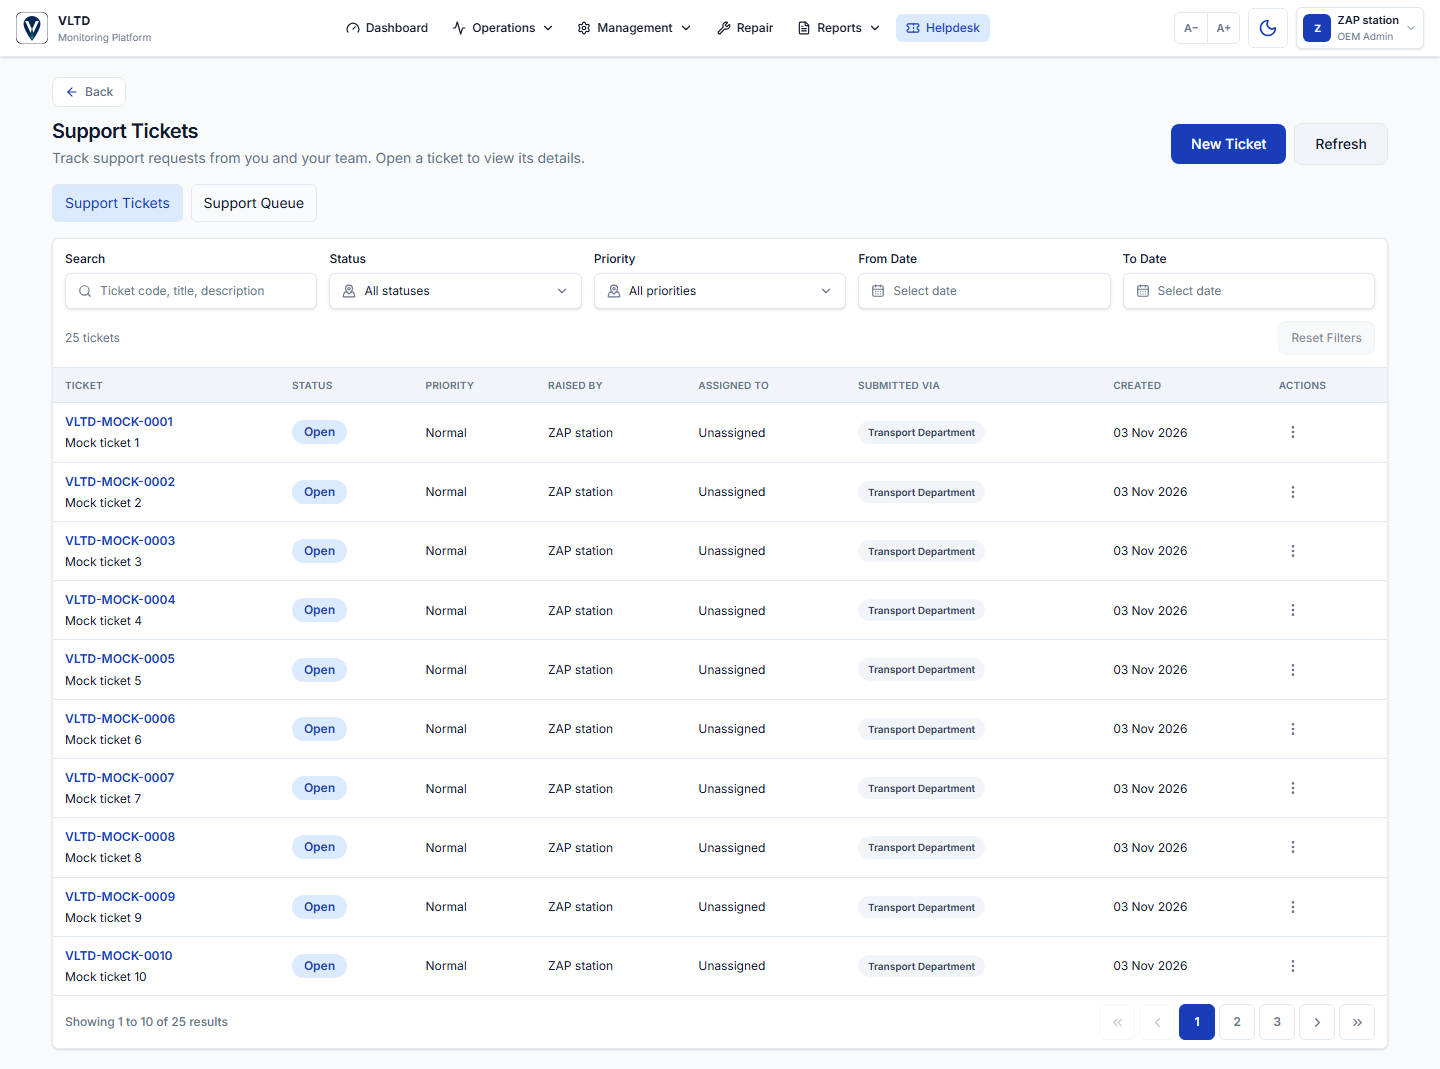 VLTD
Monitoring Platform
Dashboard
Operations
Management
Repair
Reports
Helpdesk
A−
A+
Z
ZAP station
OEM Admin
Back
Support Tickets
Track support requests from you and your team. Open a ticket to view its details.
New Ticket
Refresh
Support Tickets
Support Queue
Search
Status
Priority
From Date
To Date
Ticket code, title, description
All statuses
All priorities
Select date
Select date
25 tickets
Reset Filters
TICKET STATUS PRIORITY RAISED BY ASSIGNED TO SUBMITTED VIA CREATED ACTIONS
VLTD-MOCK-0001
Mock ticket 1
Open Normal ZAP station Unassigned Transport Department 03 Nov 2026
VLTD-MOCK-0002
Mock ticket 2
Open Normal ZAP station Unassigned Transport Department 03 Nov 2026
VLTD-MOCK-0003
Mock ticket 3
Open Normal ZAP station Unassigned Transport Department 03 Nov 2026
VLTD-MOCK-0004
Mock ticket 4
Open Normal ZAP station Unassigned Transport Department 03 Nov 2026
VLTD-MOCK-0005
Mock ticket 5
Open Normal ZAP station Unassigned Transport Department 03 Nov 2026
VLTD-MOCK-0006
Mock ticket 6
Open Normal ZAP station Unassigned Transport Department 03 Nov 2026
VLTD-MOCK-0007
Mock ticket 7
Open Normal ZAP station Unassigned Transport Department 03 Nov 2026
VLTD-MOCK-0008
Mock ticket 8
Open Normal ZAP station Unassigned Transport Department 03 Nov 2026
VLTD-MOCK-0009
Mock ticket 9
Open Normal ZAP station Unassigned Transport Department 03 Nov 2026
VLTD-MOCK-0010
Mock ticket 10
Open Normal ZAP station Unassigned Transport Department 03 Nov 2026
Showing 1 to 10 of 25 results
« ‹ 1 2 3 › »